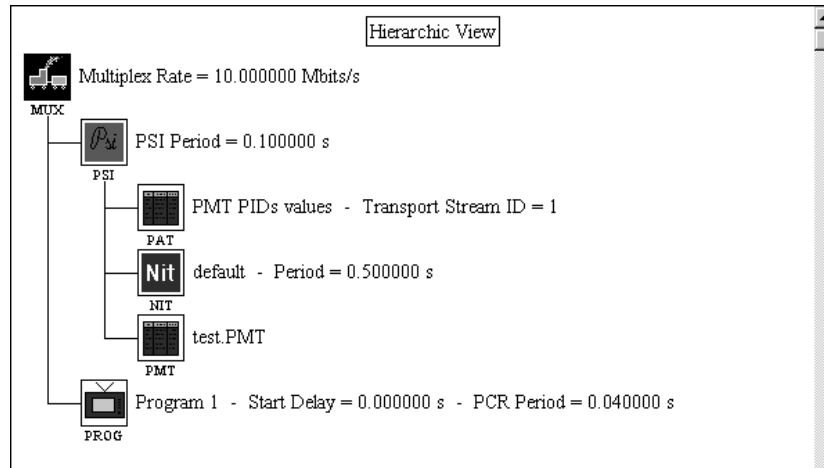 Hierarchic View
Multiplex Rate = 10.000000 Mbits/s
MUX
Psi
PSI Period = 0.100000 s
PSI
PMT PIDs values - Transport Stream ID = 1
PAT
Nit
default - Period = 0.500000 s
NIT
test.PMT
PMT
Program 1 - Start Delay = 0.000000 s - PCR Period = 0.040000 s
PROG